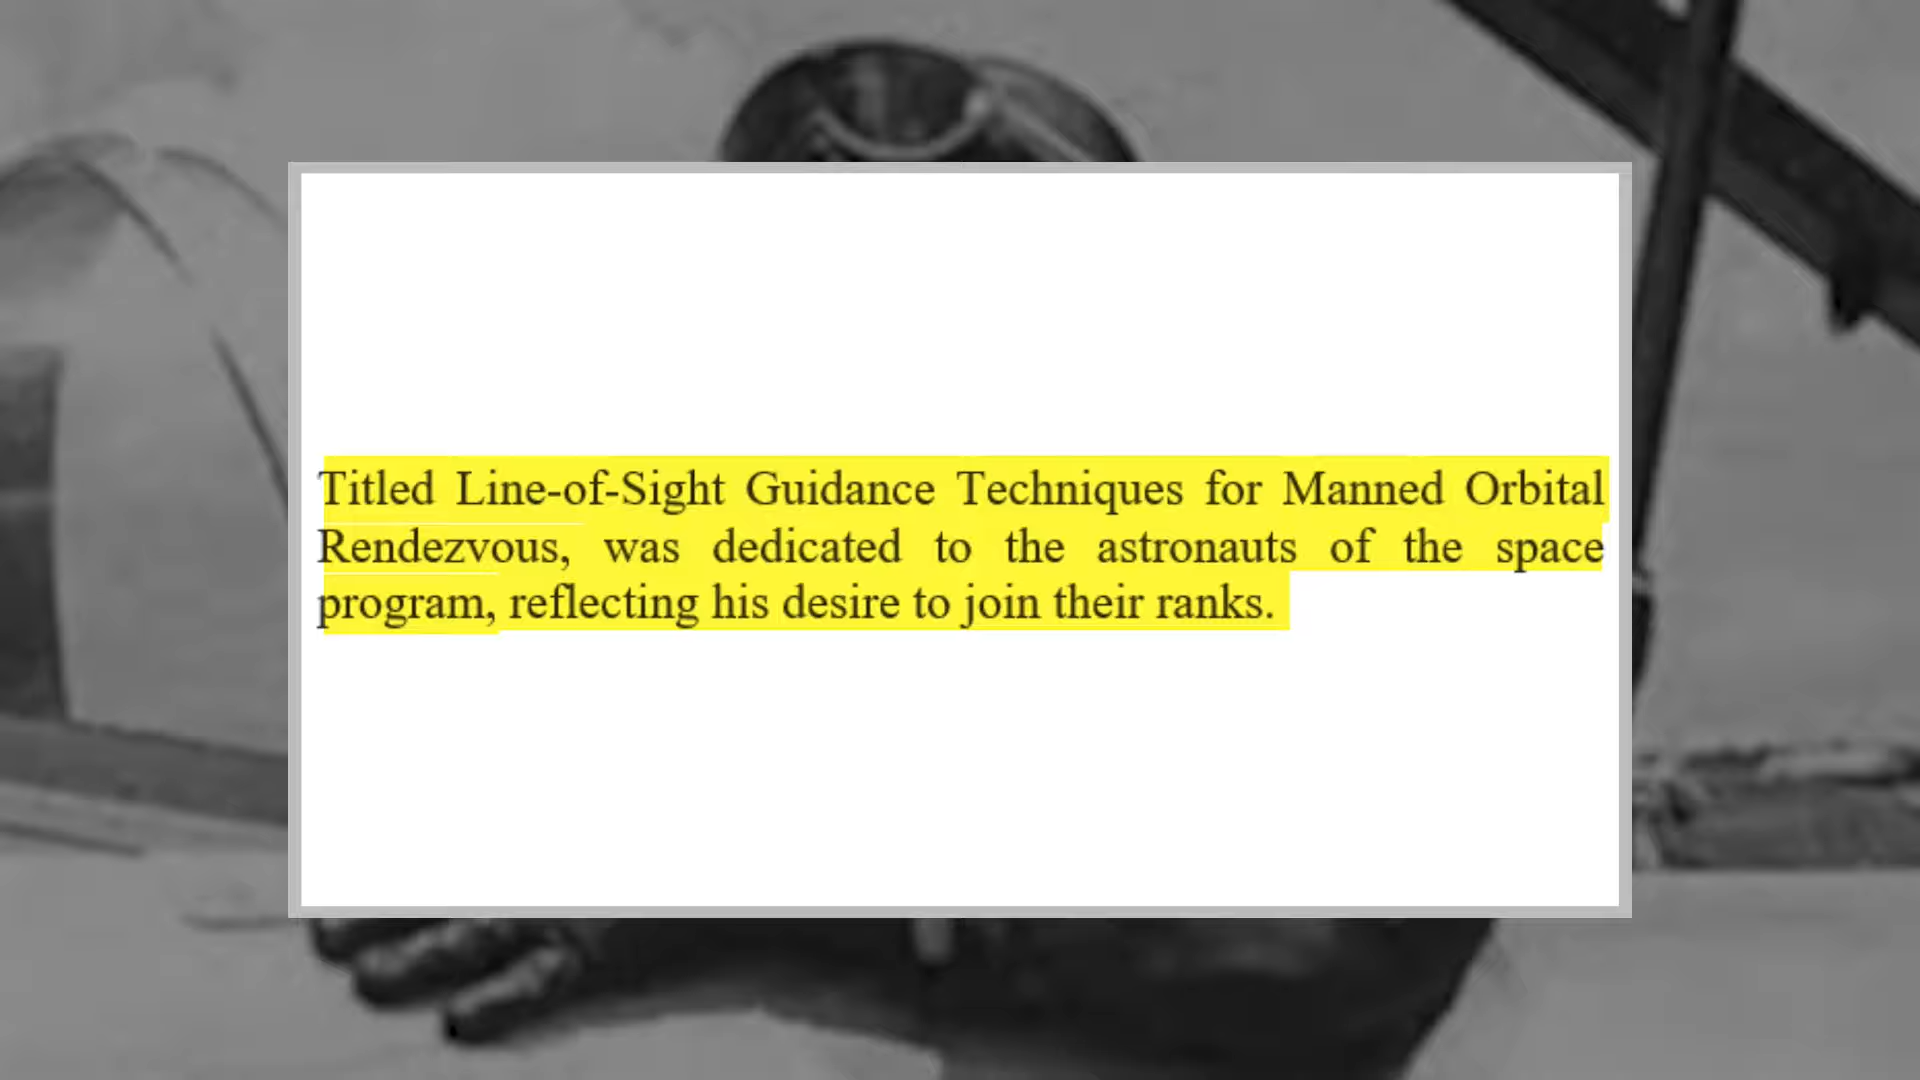 Titled Line-of-Sight Guidance Techniques for Manned Orbital
Rendezvous, was dedicated to the astronauts of the space
program, reflecting his desire to join their ranks.